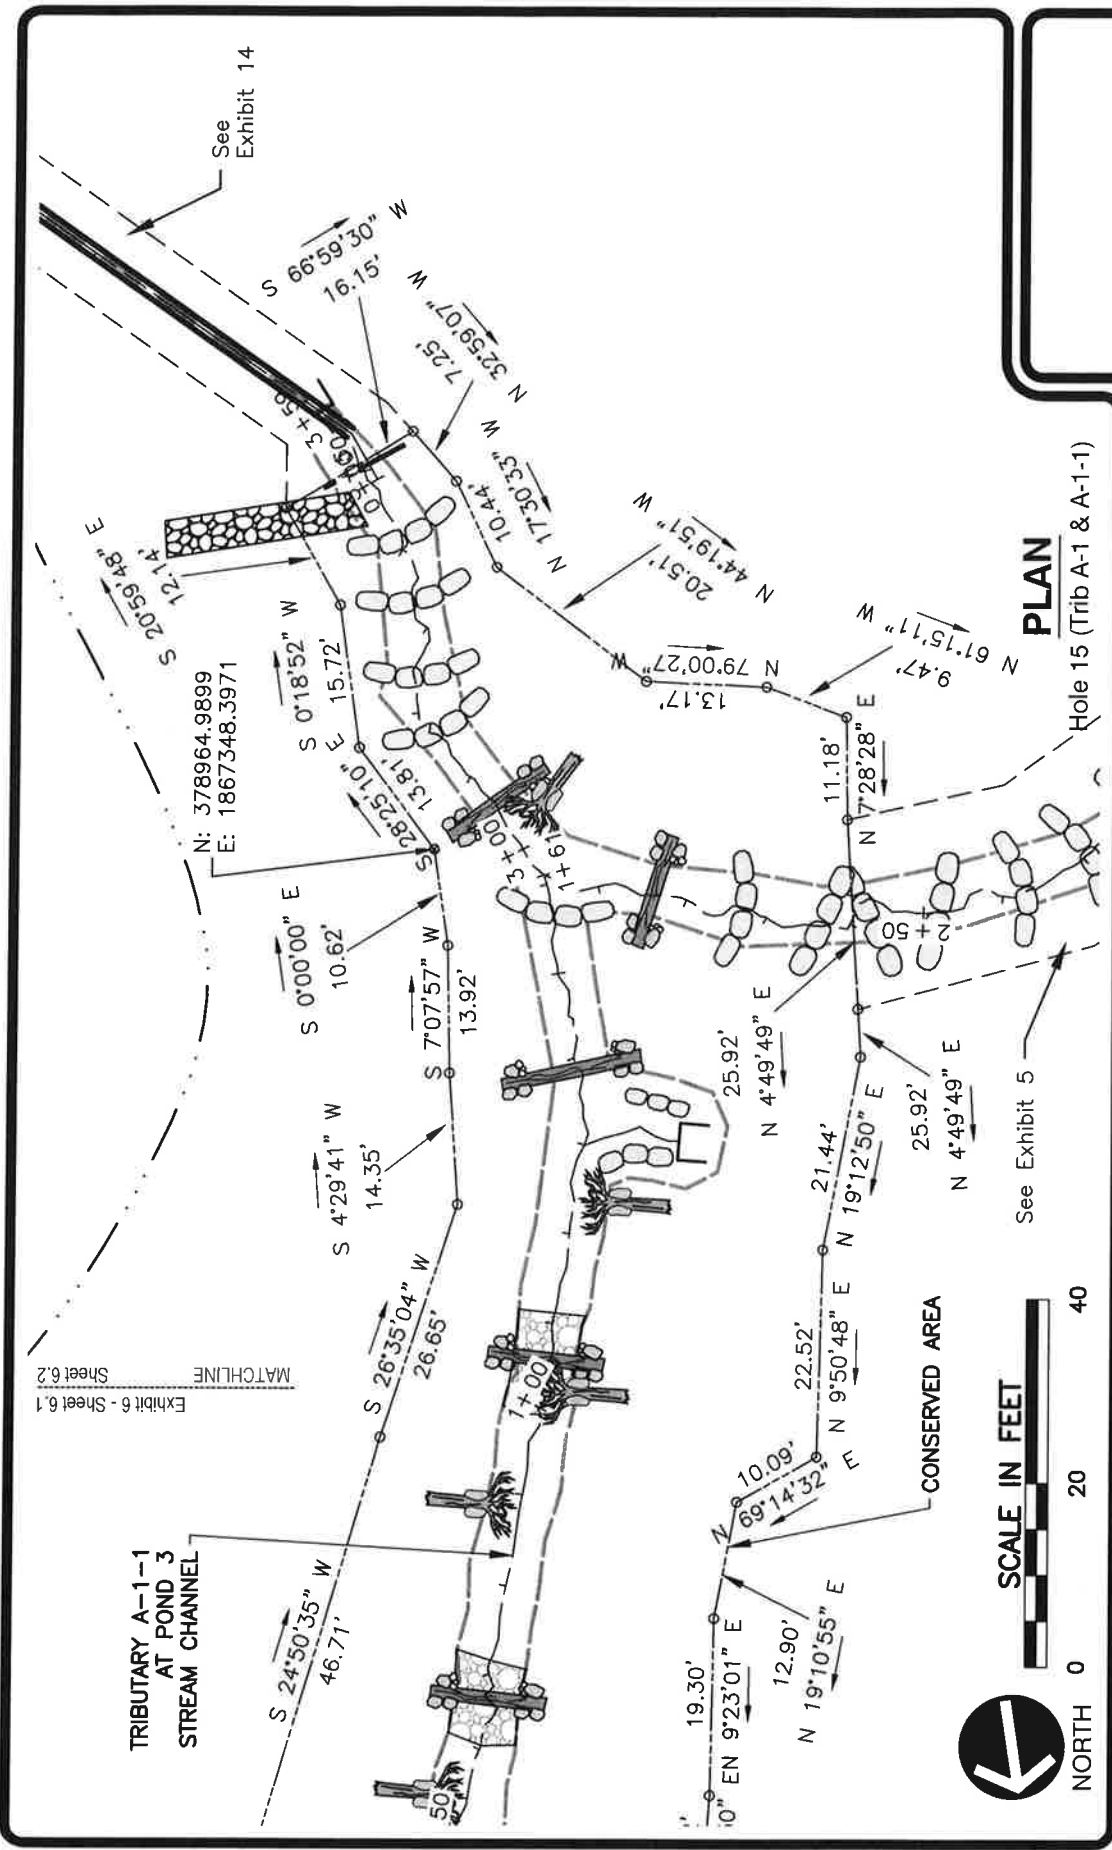 See
Exhibit 14
S 66°59'30" W
16.15'
N 32°59'07" W
7.25'
N 17°30'33" W
10.44'
N 44°19'51" W
20.51'
N 79°00'27" W
13.17'
N 61°15'11" W
9.47'
N 7°28'28" E
11.18'
S 20°59'48" E
12.14'
S 0°18'52" W
15.72'
N: 378964.9899
E: 1867348.3971
S 28°25'10" E
13.81'
S 0°00'00" E
10.62'
S 7°07'57" W
13.92'
S 4°29'41" W
14.35'
S 26°35'04" W
26.65'
S 24°50'35" W
46.71'
Exhibit 6 - Sheet 6.1
MATCHLINE
Sheet 6.2
TRIBUTARY A-1-1
AT POND 3
STREAM CHANNEL
3+59
0+00
3+00
1+61
2+50
1+00
50
25.92'
N 4°49'49" E
25.92'
N 4°49'49" E
21.44'
N 19°12'50" E
22.52'
N 9°50'48" E
10.09'
N 69°14'32" E
12.90'
N 19°10'55" E
19.30'
N 9°23'01" E
0" E
See Exhibit 5
CONSERVED AREA
PLAN
Hole 15 (Trib A-1 & A-1-1)
SCALE IN FEET
0 20 40
NORTH